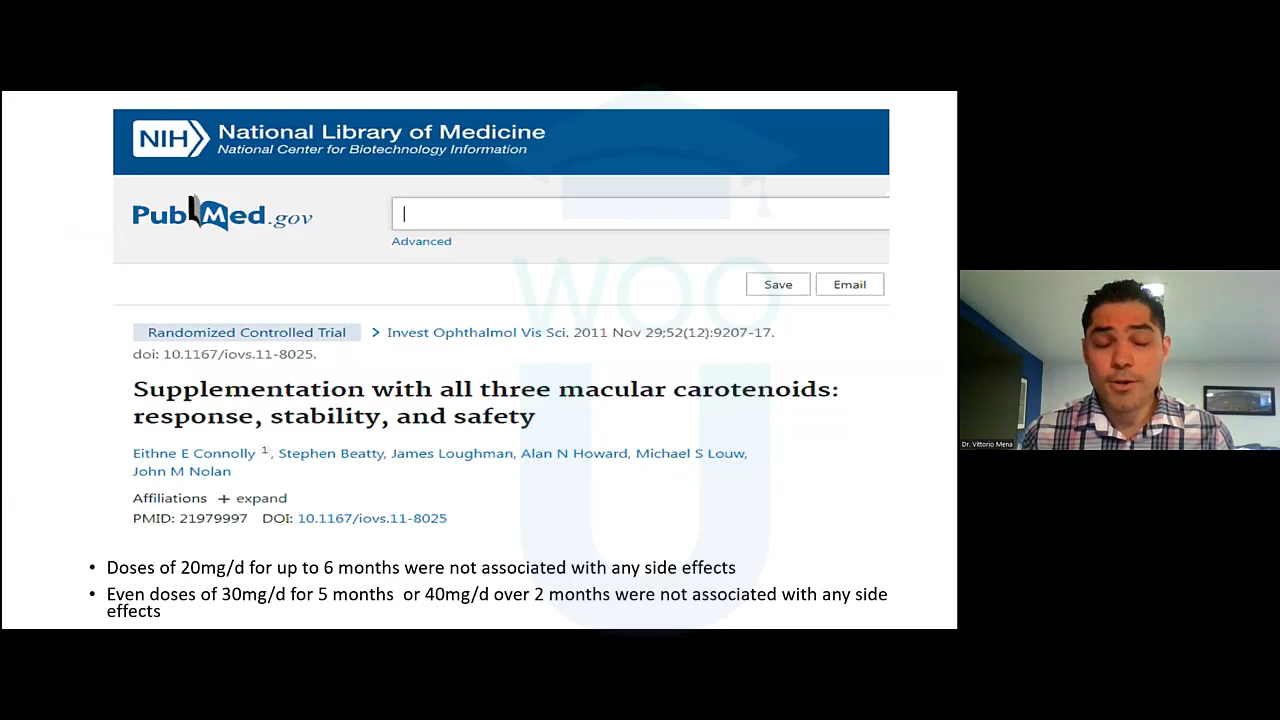 NIH National Library of Medicine
National Center for Biotechnology Information
PubMed.gov
Advanced
WOO
U
Save Email
Randomized Controlled Trial > Invest Ophthalmol Vis Sci. 2011 Nov 29;52(12):9207-17.
doi: 10.1167/iovs.11-8025.
Supplementation with all three macular carotenoids:
response, stability, and safety
Eithne E Connolly 1, Stephen Beatty, James Loughman, Alan N Howard, Michael S Louw,
John M Nolan
Affiliations + expand
PMID: 21979997 DOI: 10.1167/iovs.11-8025
• Doses of 20mg/d for up to 6 months were not associated with any side effects
• Even doses of 30mg/d for 5 months or 40mg/d over 2 months were not associated with any side
effects
Dr. Vittorio Mena